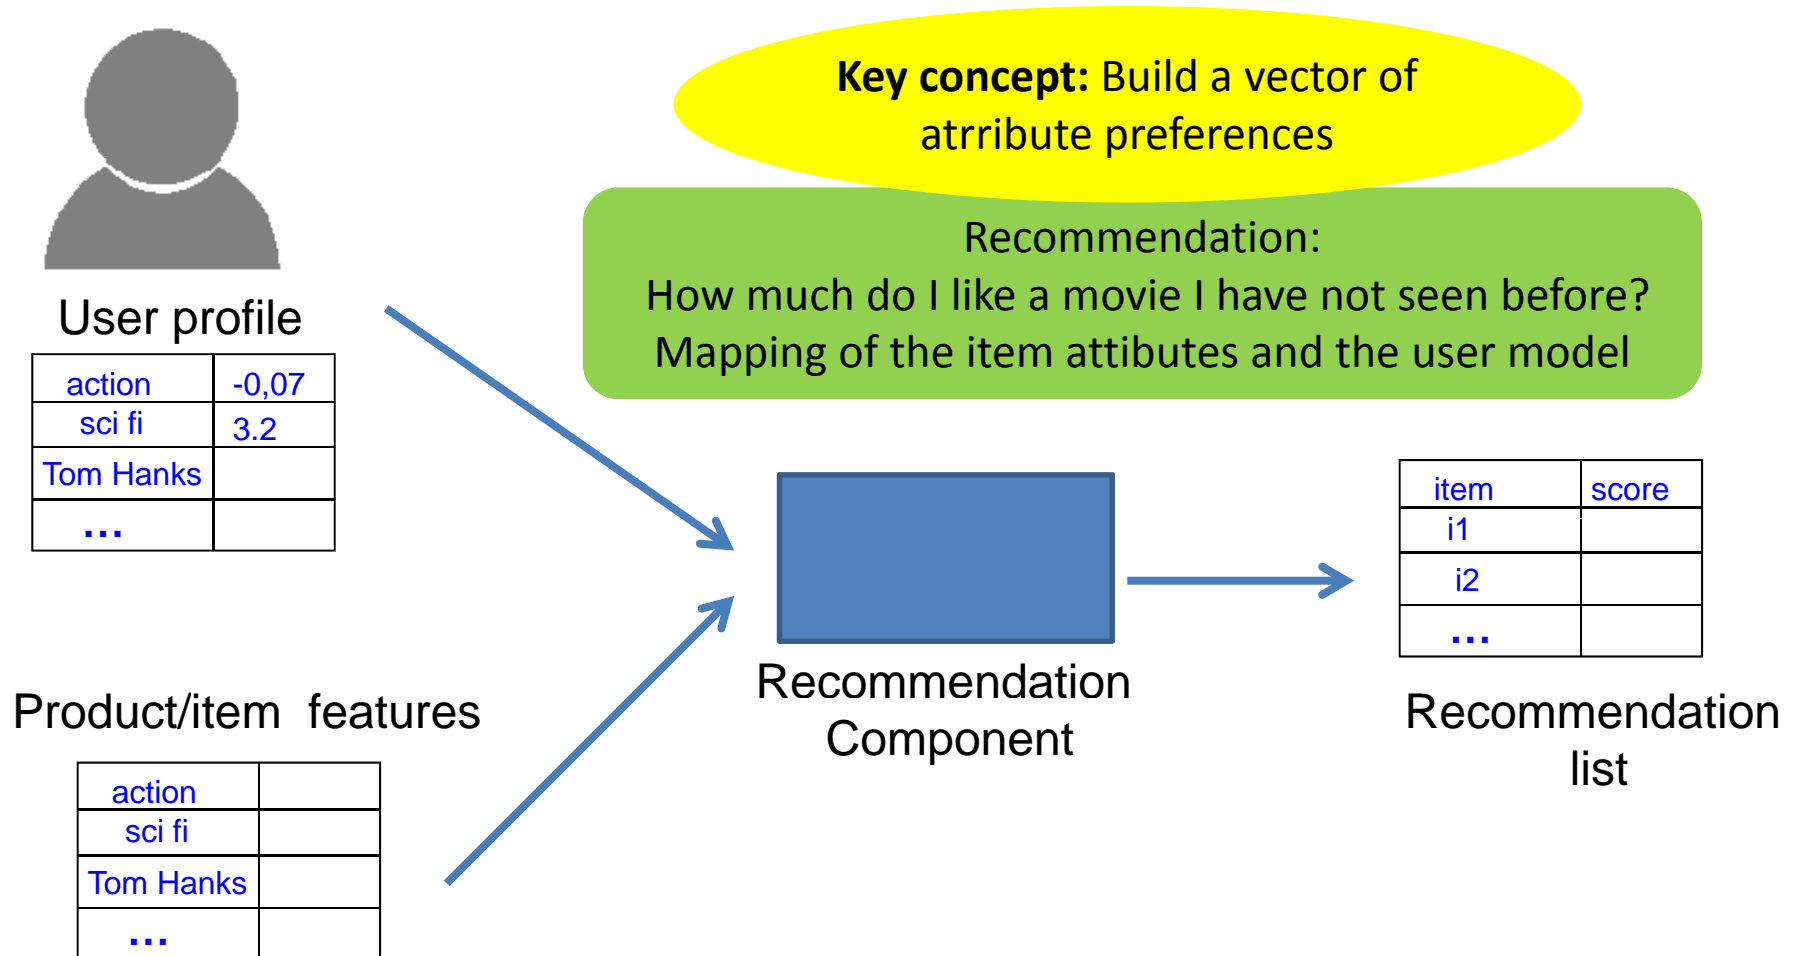 Key concept: Build a vector of
atrribute preferences
Recommendation:
How much do I like a movie I have not seen before?
Mapping of the item attibutes and the user model
User profile
action -0,07
sci fi 3.2
Tom Hanks
...
item score
i1
i2
...
Recommendation
Component
Recommendation
list
Product/item features
action
sci fi
Tom Hanks
...